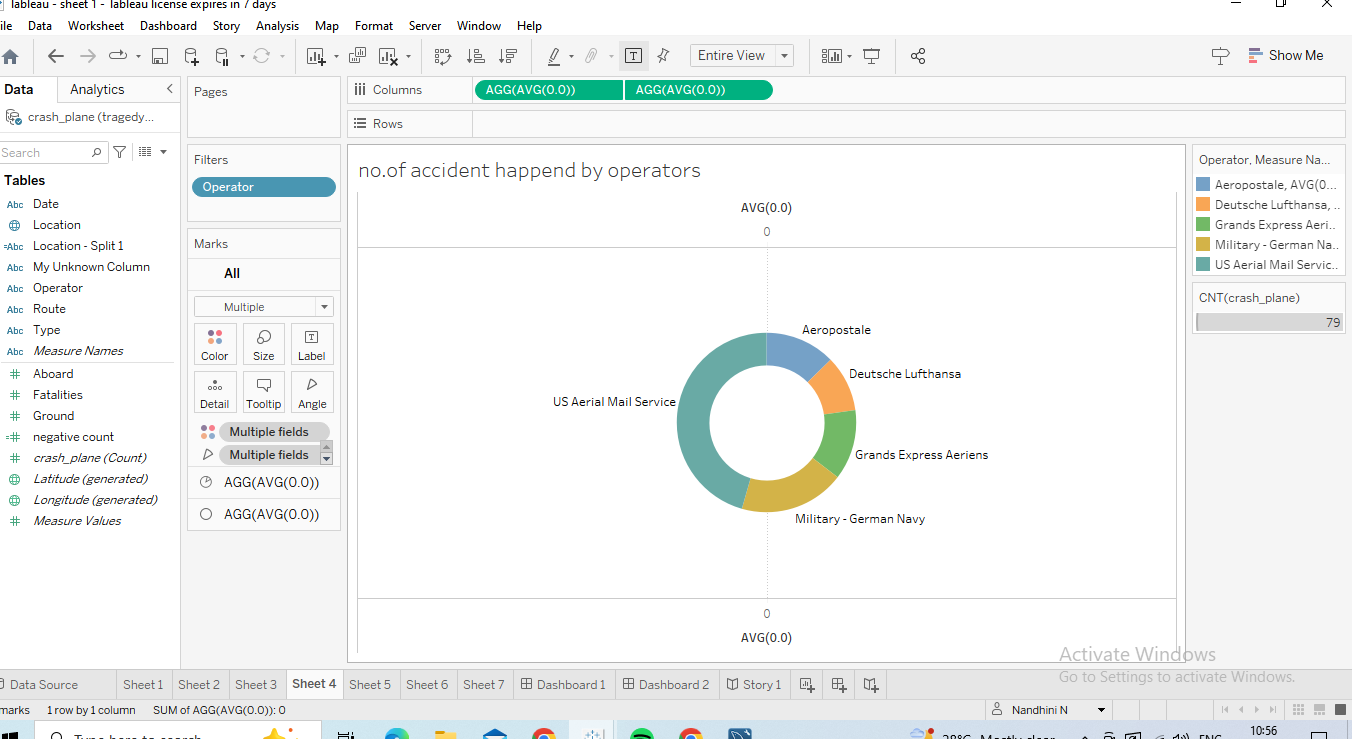 Tableau - sheet 1 - Tableau license expires in 7 days
ile Data Worksheet Dashboard Story Analysis Map Format Server Window Help
Entire View
Show Me
Data Analytics
crash_plane (tragedy...
Search
Tables
Abc Date
Location
=Abc Location - Split 1
Abc My Unknown Column
Abc Operator
Abc Route
Abc Type
Abc Measure Names
# Aboard
# Fatalities
# Ground
=# negative count
# crash_plane (Count)
Latitude (generated)
Longitude (generated)
# Measure Values
Pages
Filters
Operator
Marks
All
Multiple
Color Size Label
Detail Tooltip Angle
Multiple fields
Multiple fields
AGG(AVG(0.0))
AGG(AVG(0.0))
Columns AGG(AVG(0.0)) AGG(AVG(0.0))
Rows
no.of accident happend by operators
AVG(0.0)
0
Aeropostale
Deutsche Lufthansa
US Aerial Mail Service
Grands Express Aeriens
Military - German Navy
0
AVG(0.0)
Operator, Measure Na...
Aeropostale, AVG(0...
Deutsche Lufthansa, ..
Grands Express Aeri..
Military - German Na..
US Aerial Mail Servic..
CNT(crash_plane)
79
Activate Windows
Go to Settings to activate Windows.
Data Source Sheet 1 Sheet 2 Sheet 3 Sheet 4 Sheet 5 Sheet 6 Sheet 7 Dashboard 1 Dashboard 2 Story 1
marks 1 row by 1 column SUM of AGG(AVG(0.0)): 0
Nandhini N
Type here to search
28°C Mostly clear
ENG
10:56